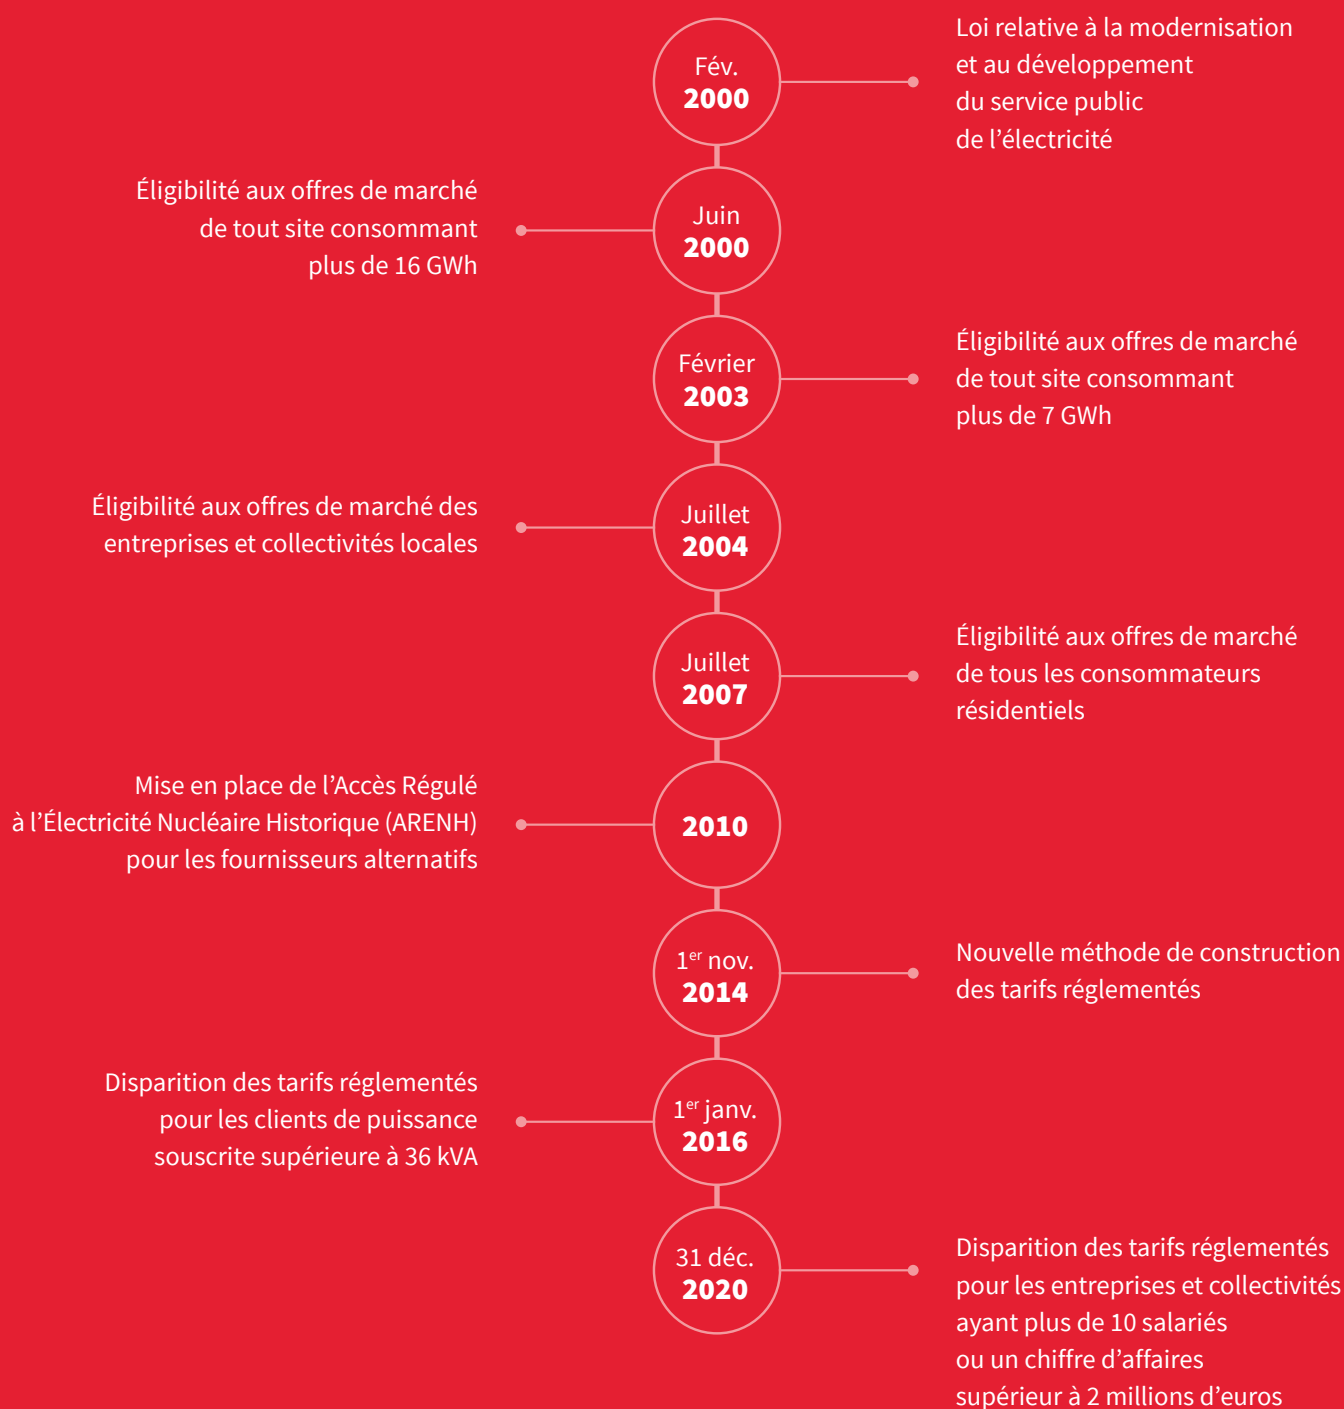 Fév.
2000
Loi relative à la modernisation
et au développement
du service public
de l’électricité
Juin
2000
Éligibilité aux offres de marché
de tout site consommant
plus de 16 GWh
Février
2003
Éligibilité aux offres de marché
de tout site consommant
plus de 7 GWh
Juillet
2004
Éligibilité aux offres de marché des
entreprises et collectivités locales
Juillet
2007
Éligibilité aux offres de marché
de tous les consommateurs
résidentiels
2010
Mise en place de l’Accès Régulé
à l’Électricité Nucléaire Historique (ARENH)
pour les fournisseurs alternatifs
1er nov.
2014
Nouvelle méthode de construction
des tarifs réglementés
1er janv.
2016
Disparition des tarifs réglementés
pour les clients de puissance
souscrite supérieure à 36 kVA
31 déc.
2020
Disparition des tarifs réglementés
pour les entreprises et collectivités
ayant plus de 10 salariés
ou un chiffre d’affaires
supérieur à 2 millions d’euros